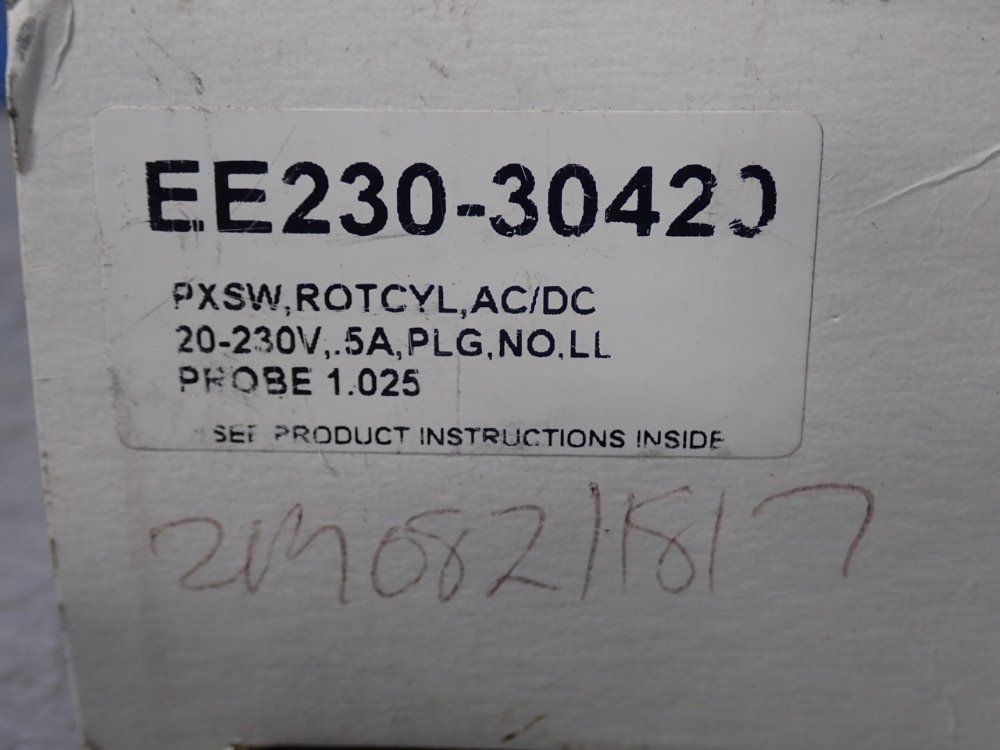 EE230-30420
PXSW,ROTCYL,AC/DC
20-230V,.5A,PLG,NO,LL
PROBE 1.025
SEE PRODUCT INSTRUCTIONS INSIDE